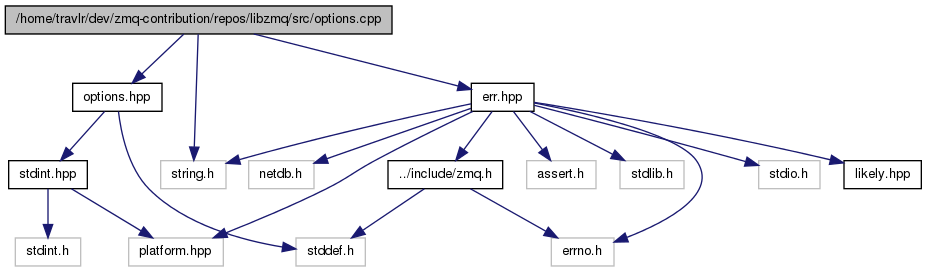 /home/travlr/dev/zmq-contribution/repos/libzmq/src/options.cpp
options.hpp
err.hpp
stdint.hpp
string.h
netdb.h
../include/zmq.h
assert.h
stdlib.h
stdio.h
likely.hpp
stdint.h
platform.hpp
stddef.h
errno.h